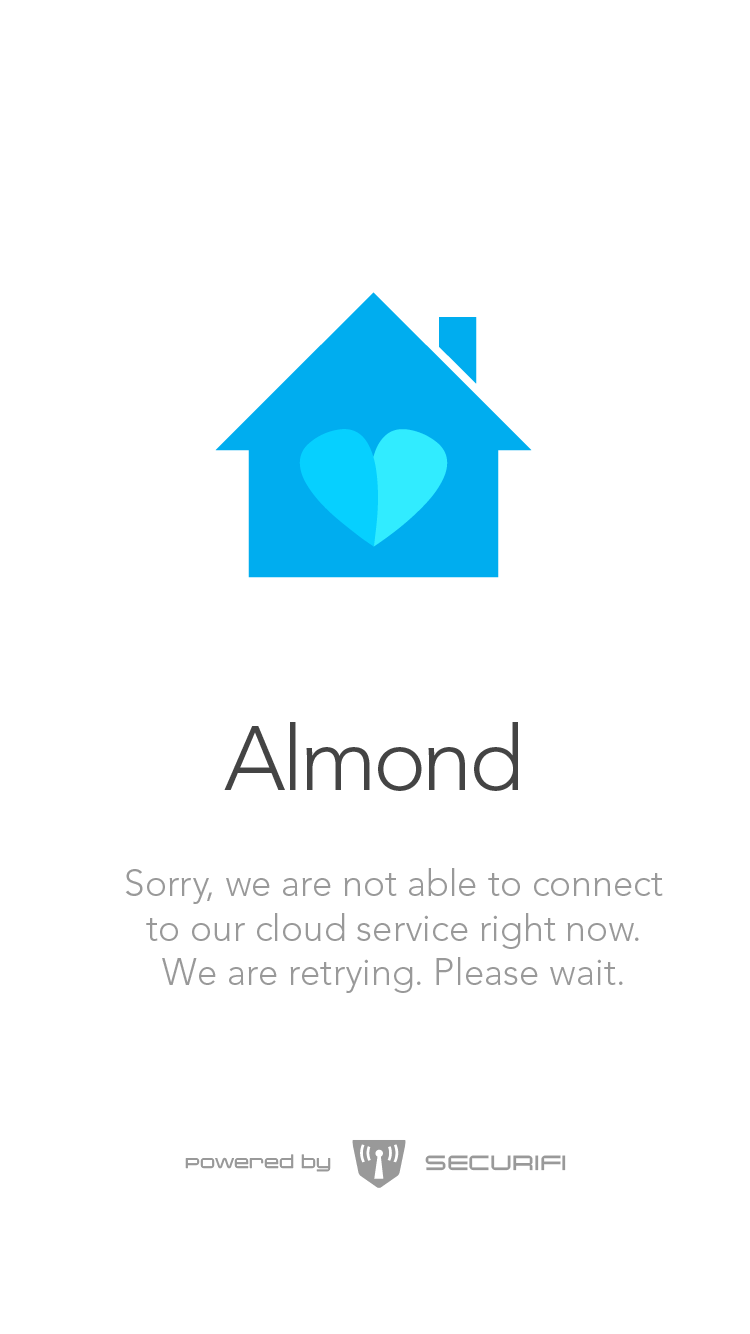 Almond
Sorry, we are not able to connect
to our cloud service right now.
We are retrying. Please wait.
powered by SECURIFI